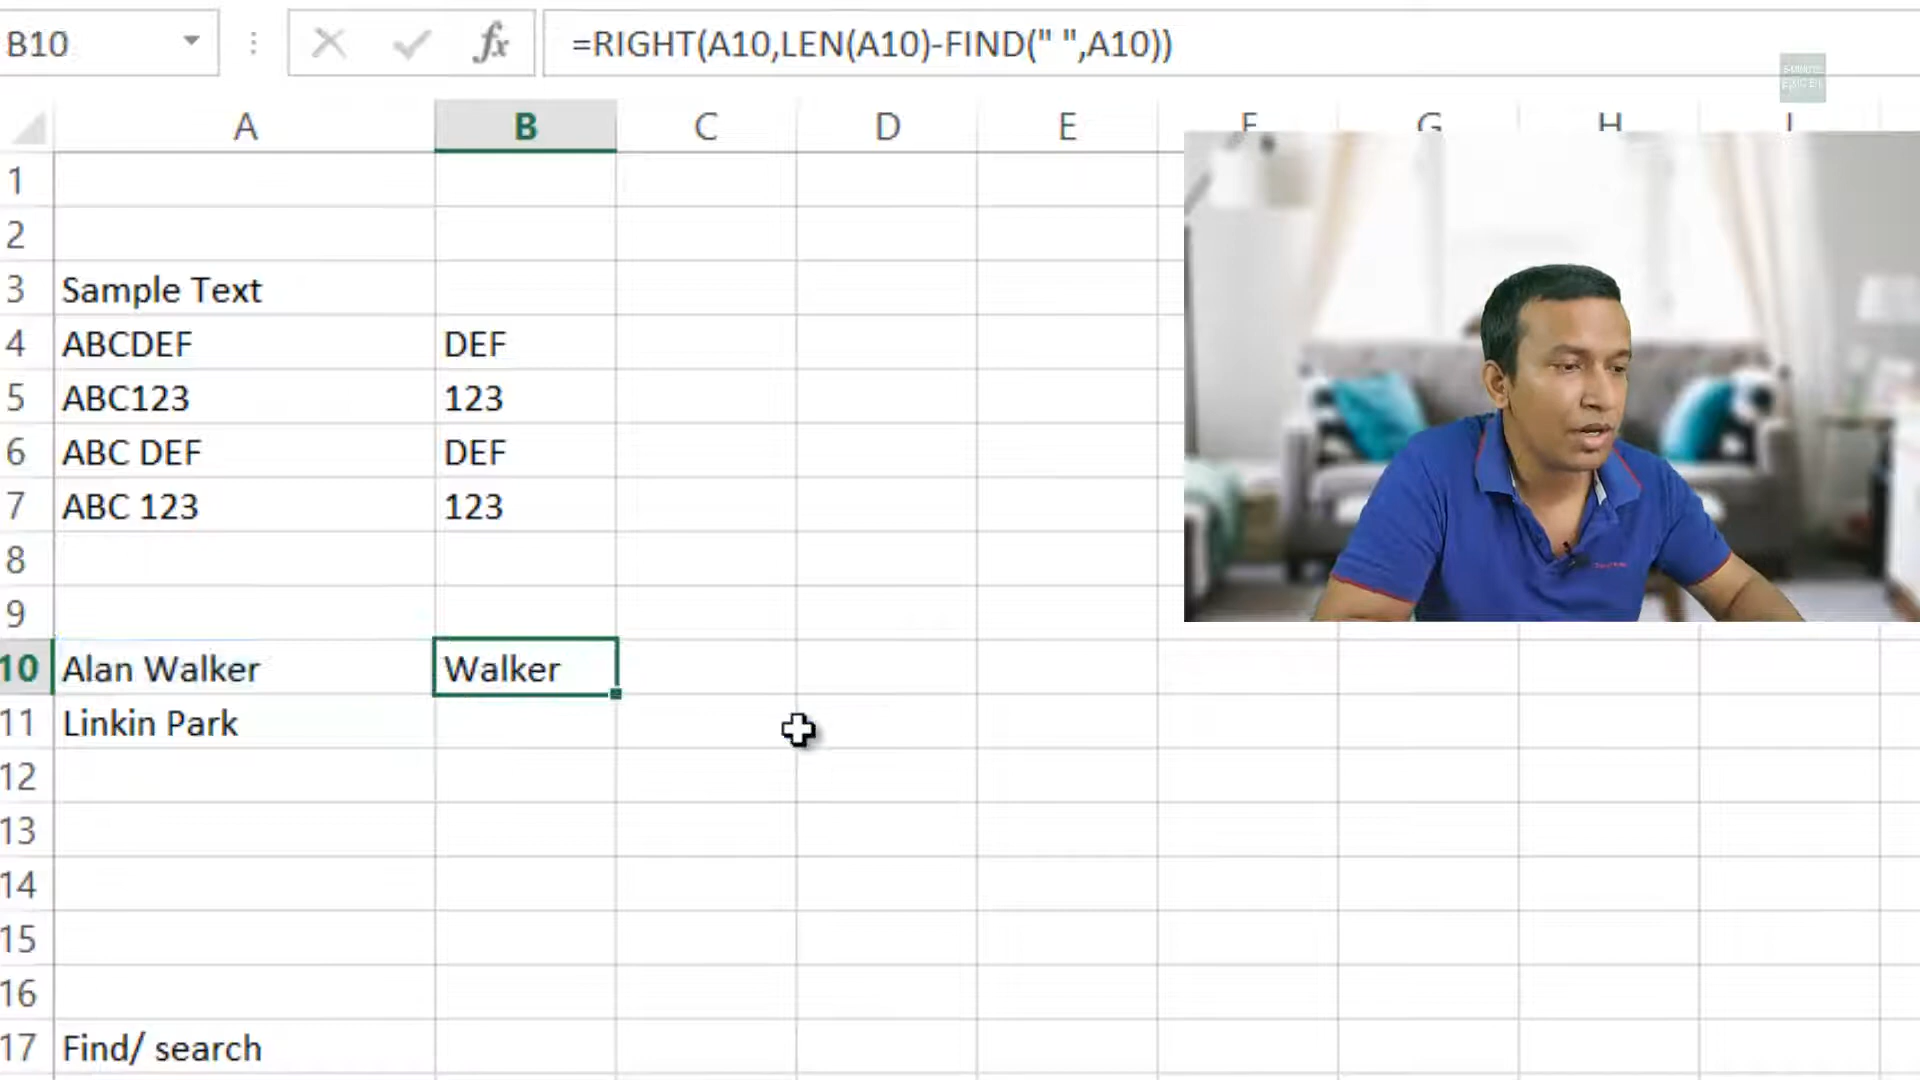 B10 fx =RIGHT(A10,LEN(A10)-FIND(" ",A10))
A B C D E F G H I
1
2
3 Sample Text
4 ABCDEF DEF
5 ABC123 123
6 ABC DEF DEF
7 ABC 123 123
8
9
10 Alan Walker Walker
11 Linkin Park
12
13
14
15
16
17 Find/ search